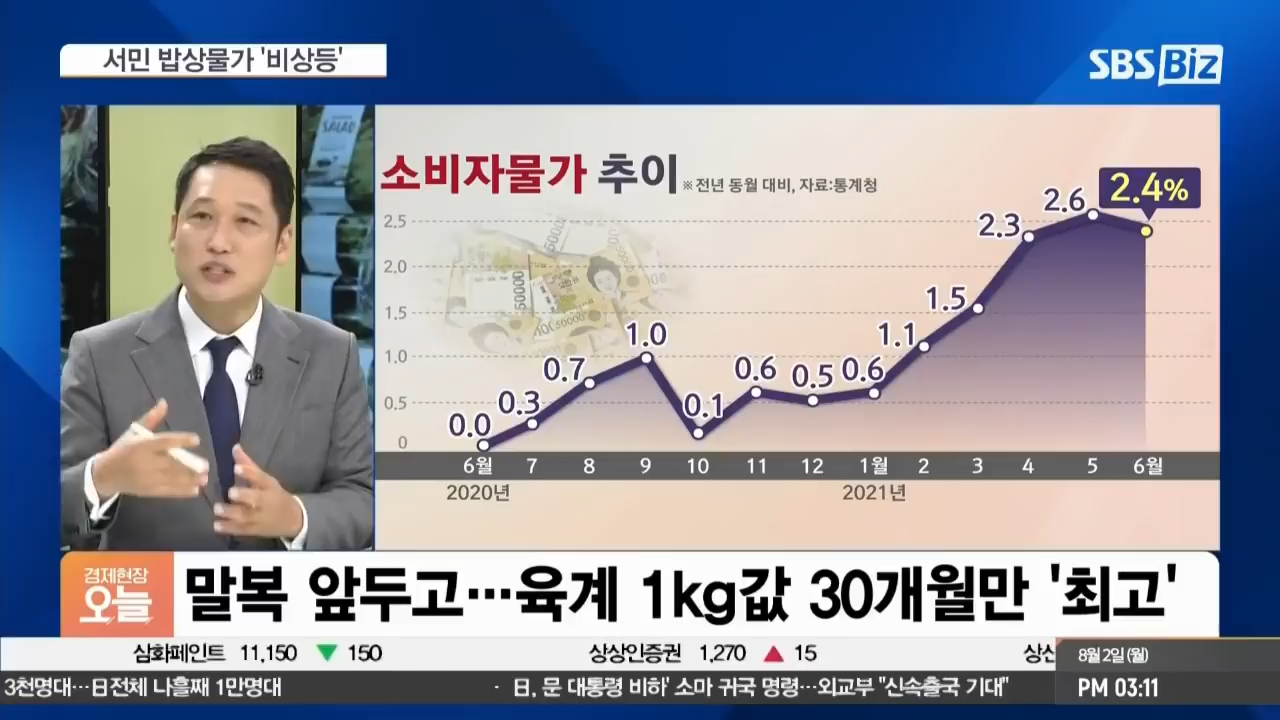 서민 밥상물가 '비상등'
SBS Biz
SALAD
소비자물가 추이 ※전년 동월 대비, 자료:통계청
2.5
2.0
1.5
1.0
0.5
0
0.0
0.3
0.7
1.0
0.1
0.6
0.5
0.6
1.1
1.5
2.3
2.6
2.4%
50000
50000
6월 7 8 9 10 11 12 1월 2 3 4 5 6월
2020년 2021년
경제현장
오늘
말복 앞두고…육계 1kg값 30개월만 '최고'
삼화페인트 11,150 ▼ 150 상상인증권 1,270 ▲ 15 상상
8월 2일(월)
3천명대…日전체 나흘째 1만명대 · 日, 문 대통령 비하' 소마 귀국 명령…외교부 "신속출국 기대"
PM 03:11